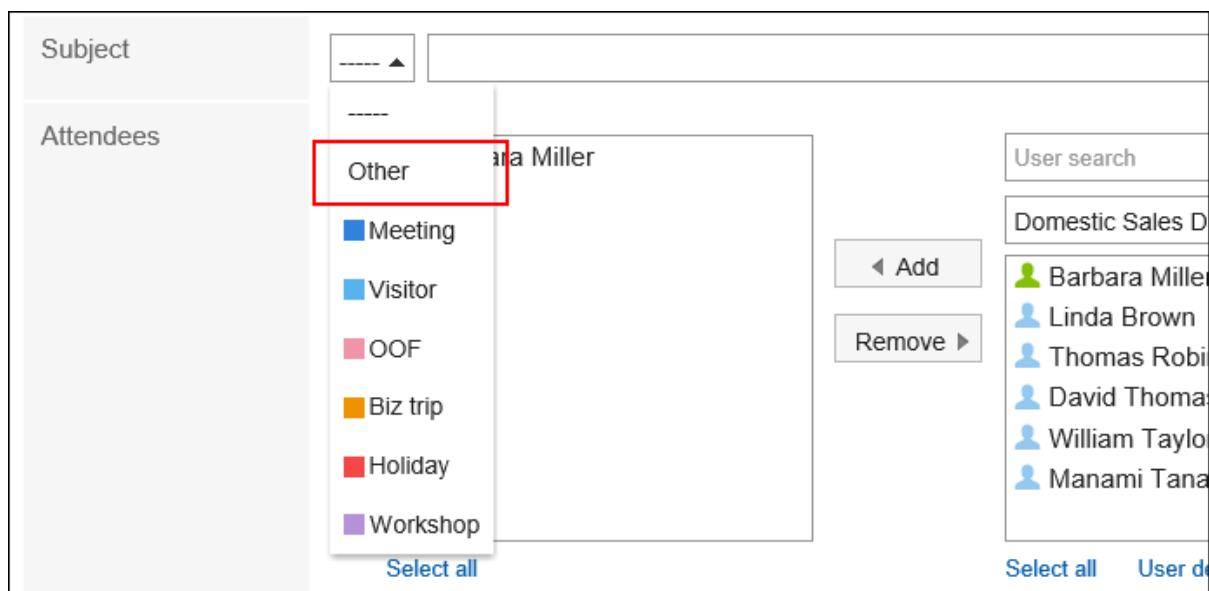 Subject
-----
-----
Other
Meeting
Visitor
OOF
Biz trip
Holiday
Workshop
Attendees
ara Miller
Select all
Add
Remove
User search
Domestic Sales D
Barbara Miller
Linda Brown
Thomas Robi
David Thomas
William Taylo
Manami Tana
Select all
User de